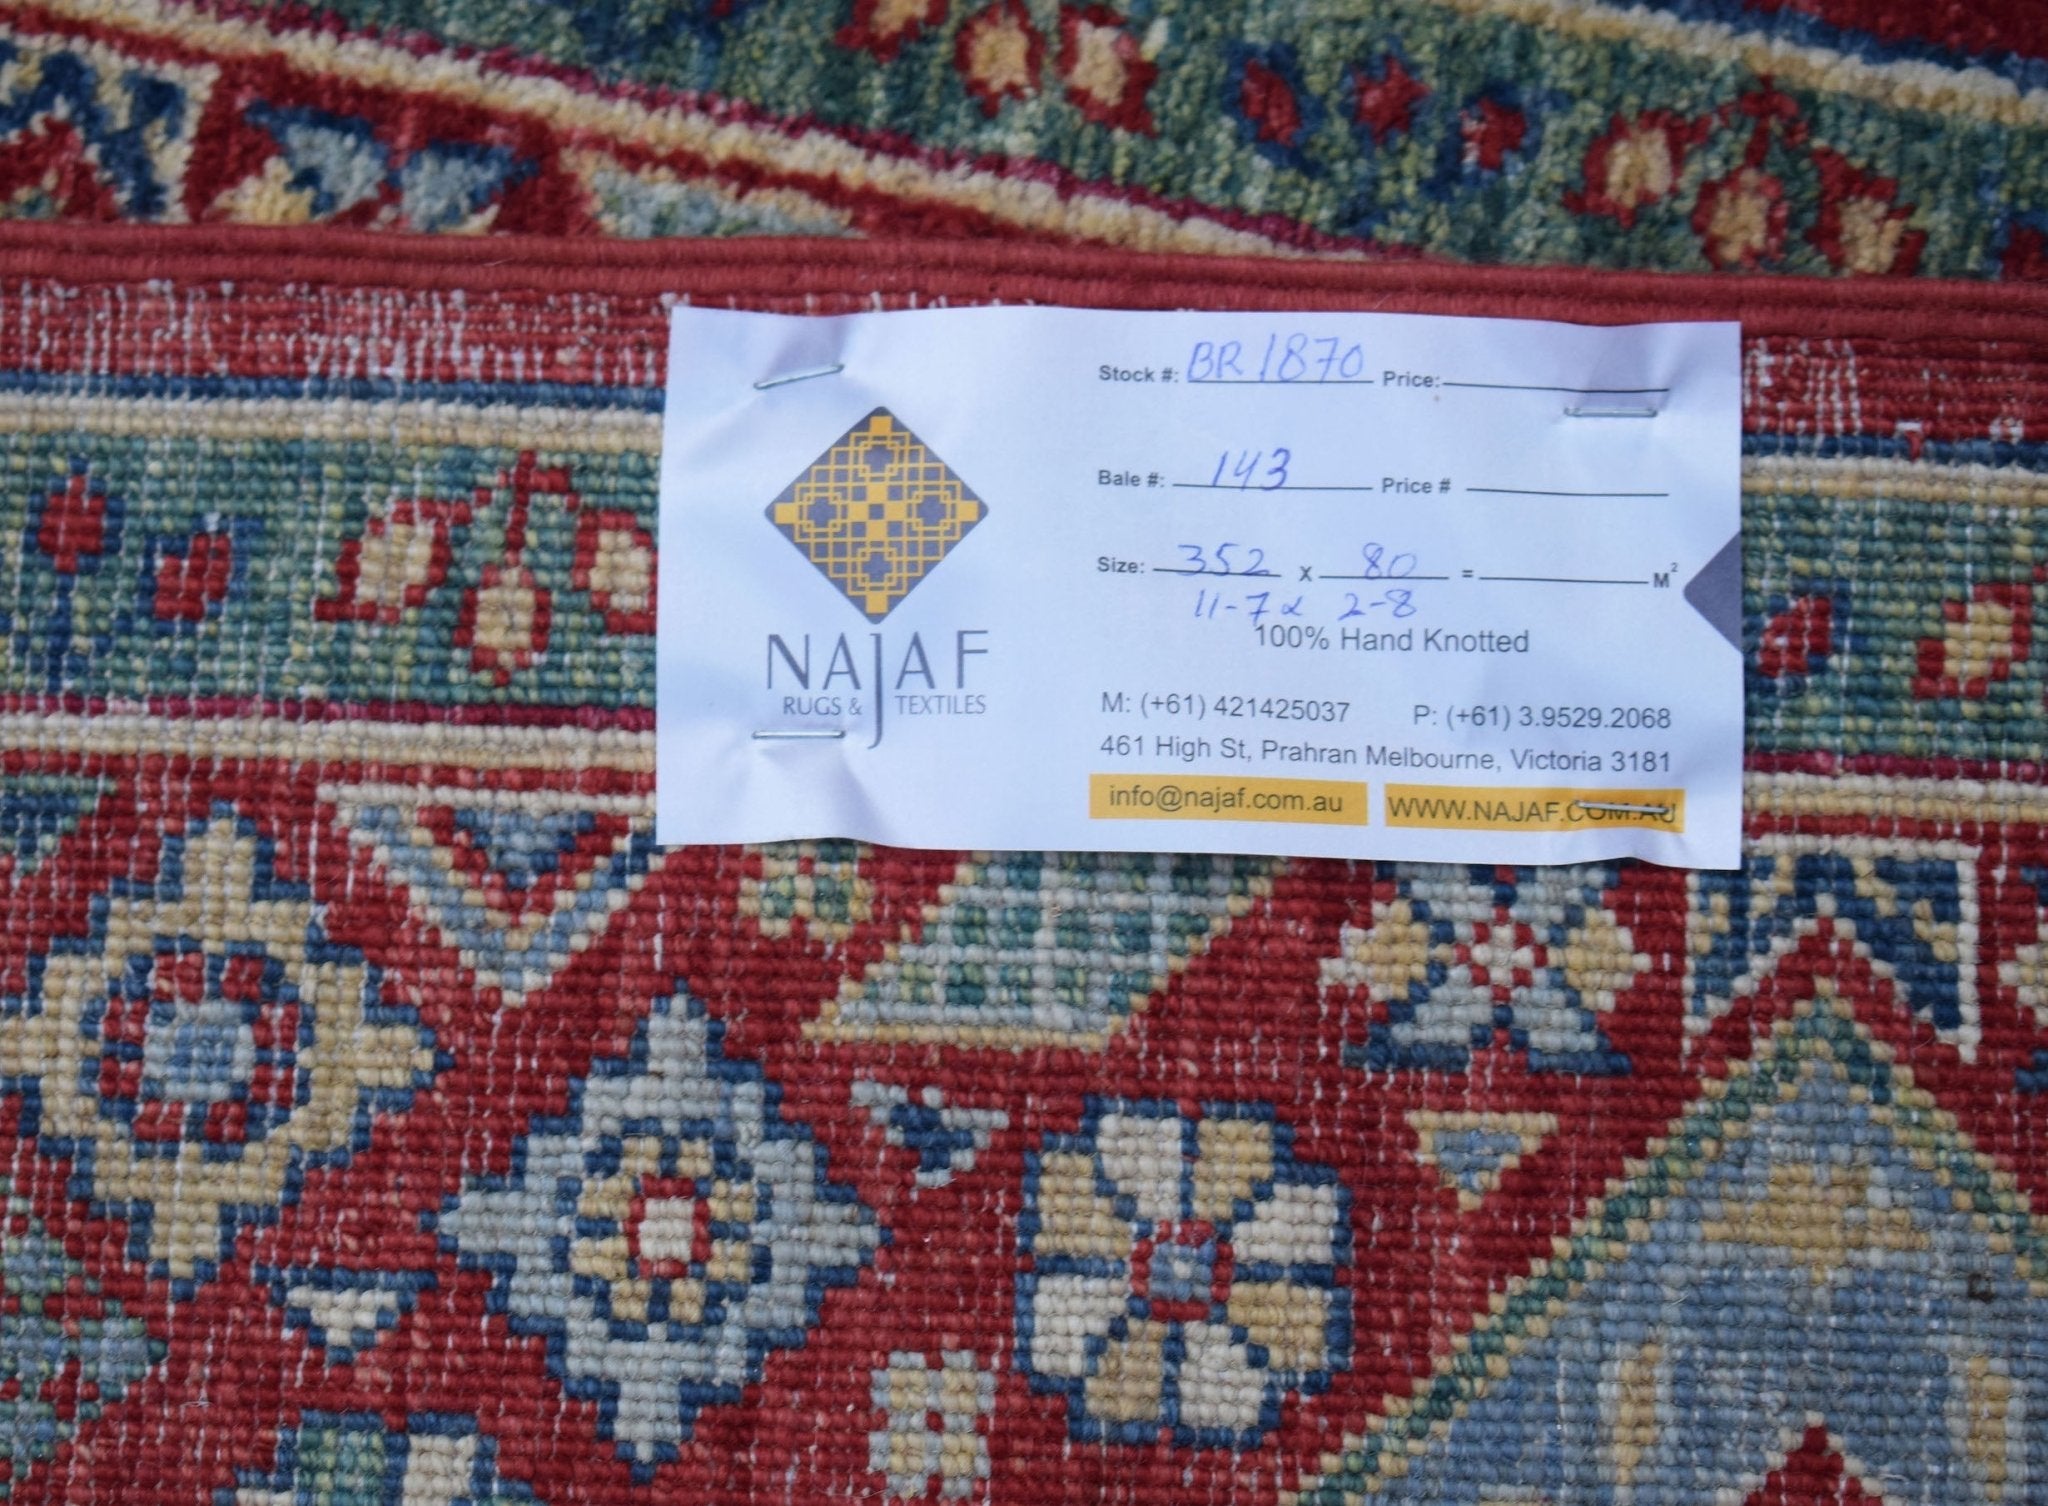 NAJAF
RUGS & TEXTILES
Stock #: BR 1870 Price:
Bale #: 143 Price #
Size: 352 x 80 = M²
11-7 x 2-8
100% Hand Knotted
M: (+61) 421425037 P: (+61) 3.9529.2068
461 High St, Prahran Melbourne, Victoria 3181
info@najaf.com.au WWW.NAJAF.COM.AU